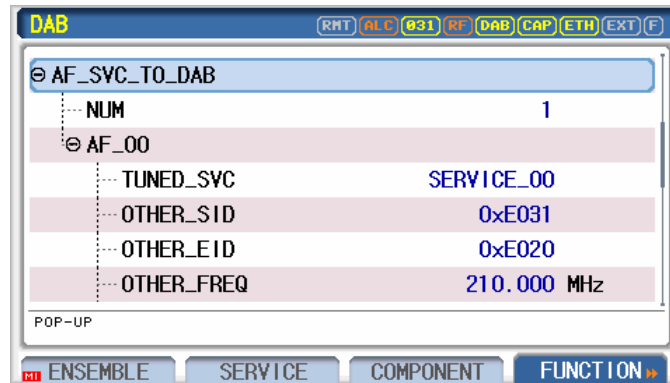 DAB (RMT)(ALC)(031)(RF)(DAB)(CAP)(ETH)(EXT)(F)
AF_SVC_TO_DAB
NUM 1
AF_00
TUNED_SVC SERVICE_00
OTHER_SID 0xE031
OTHER_EID 0xE020
OTHER_FREQ 210.000 MHz
POP-UP
MI ENSEMBLE SERVICE COMPONENT FUNCTION